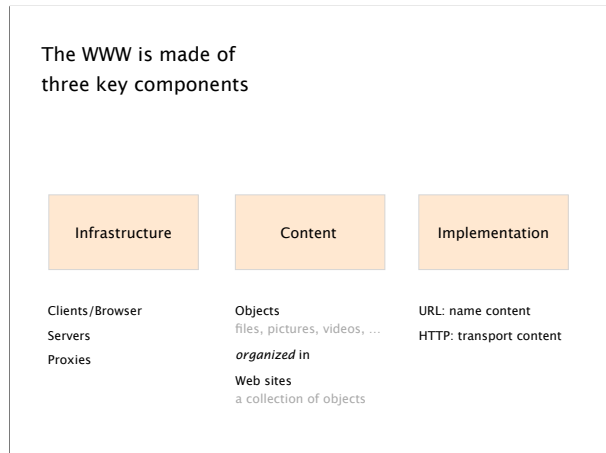 The WWW is made of
three key components
Infrastructure
Content
Implementation
Clients/Browser
Servers
Proxies
Objects
files, pictures, videos, …
organized in
Web sites
a collection of objects
URL: name content
HTTP: transport content